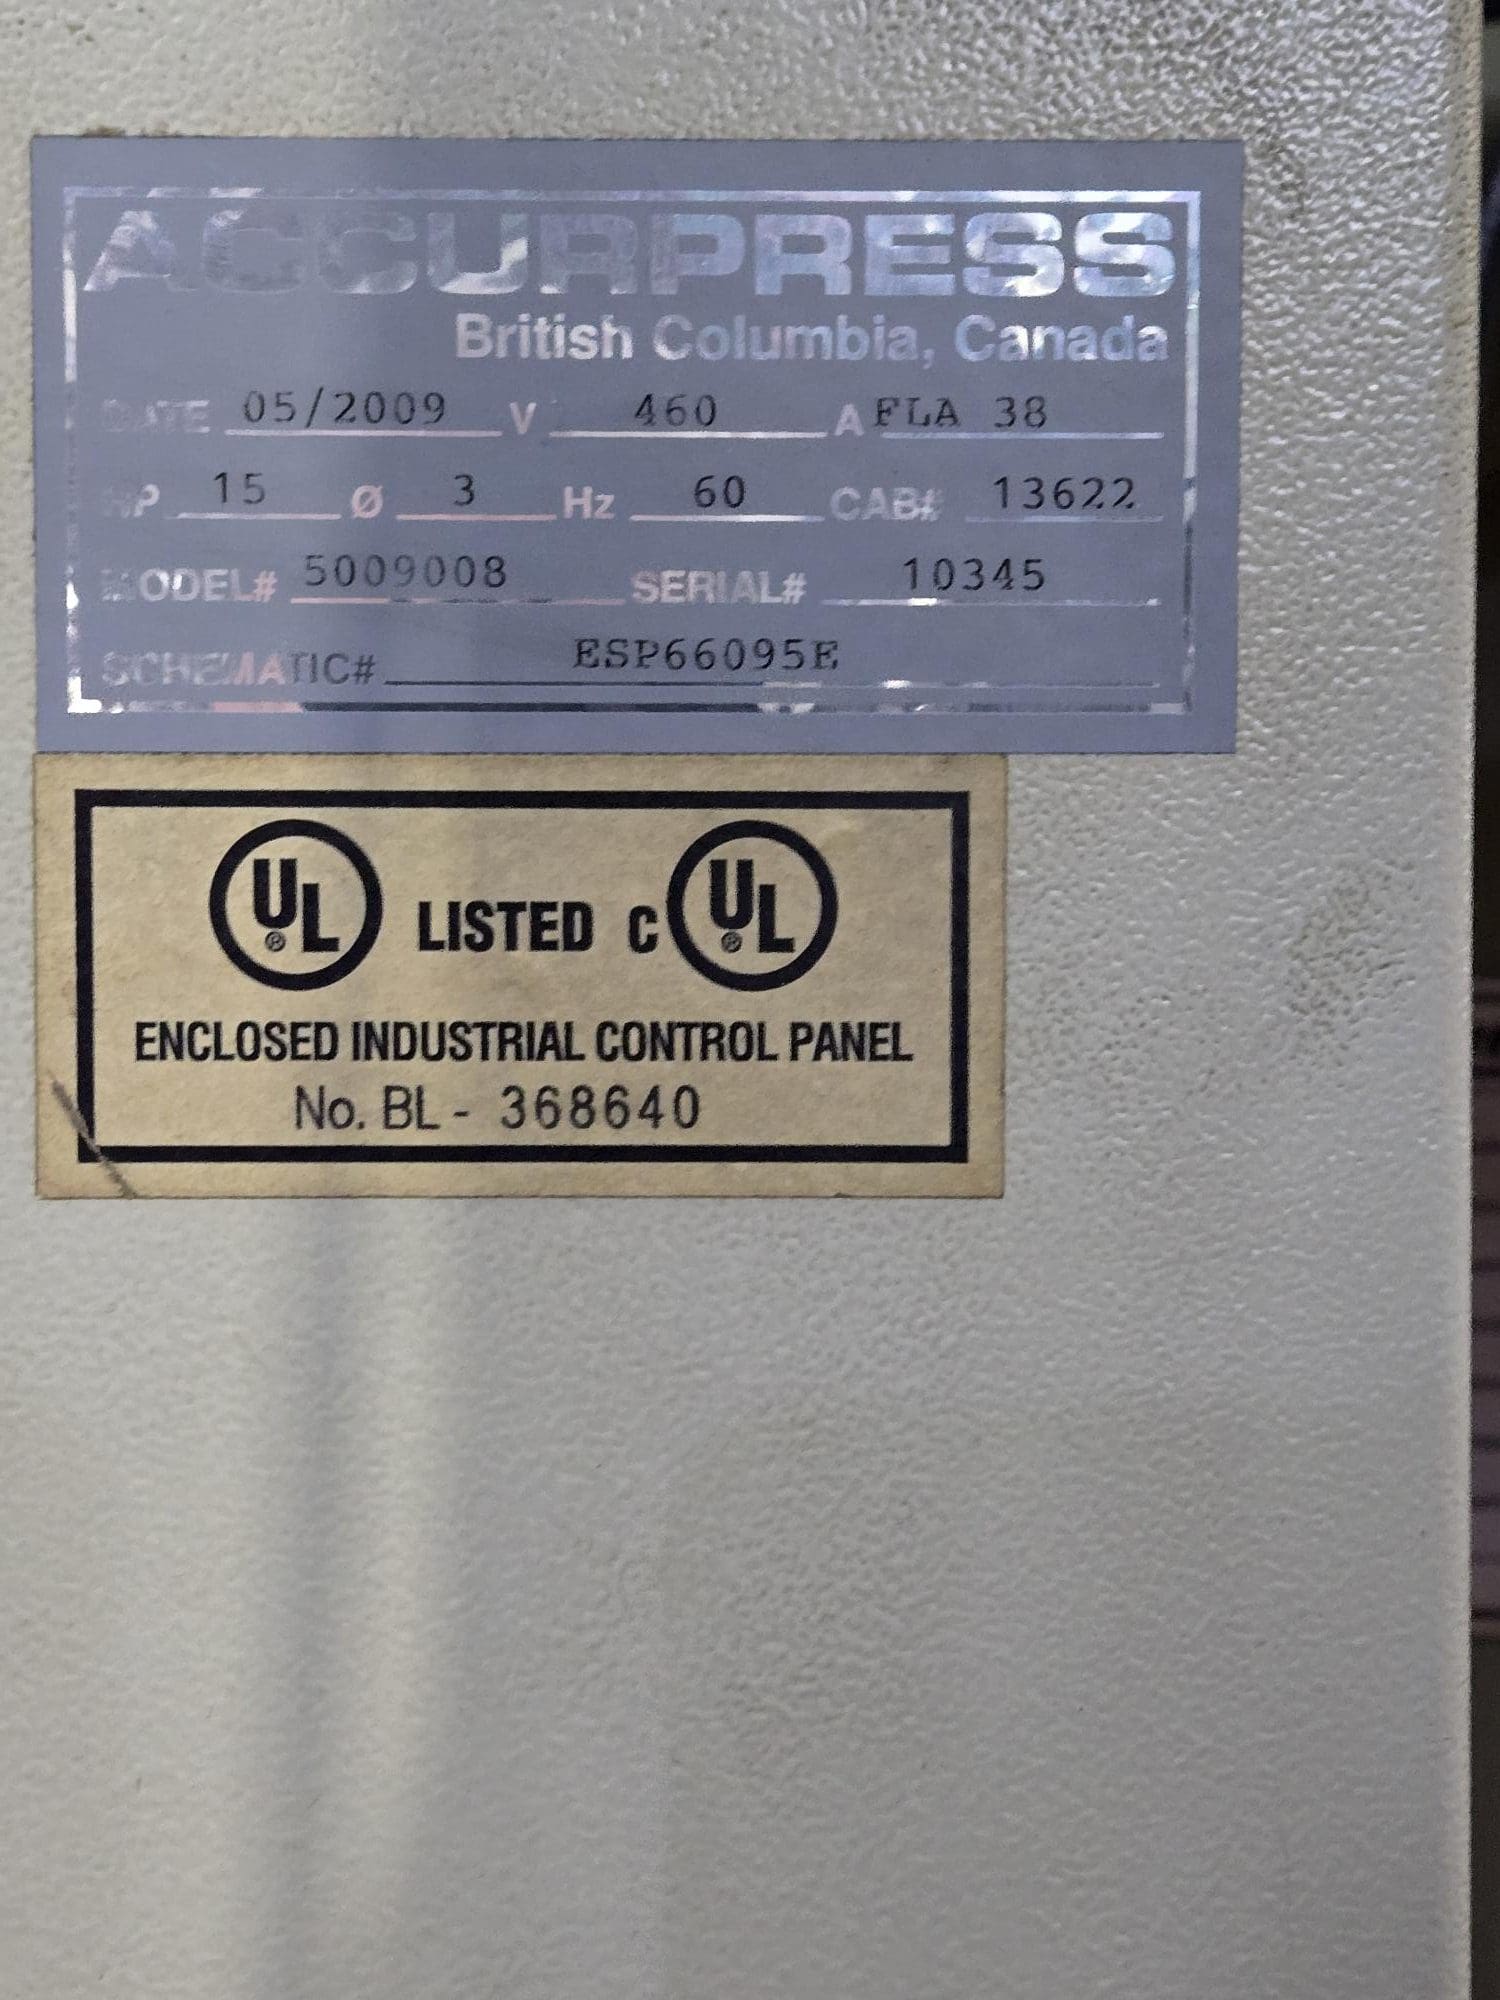 ACCURPRESS
British Columbia, Canada
DATE 05/2009 V 460 A FLA 38
HP 15 Ø 3 Hz 60 CAB# 13622
MODEL# 5009008 SERIAL# 10345
SCHEMATIC# ESP66095E
UL® LISTED C UL®
ENCLOSED INDUSTRIAL CONTROL PANEL
No. BL - 368640